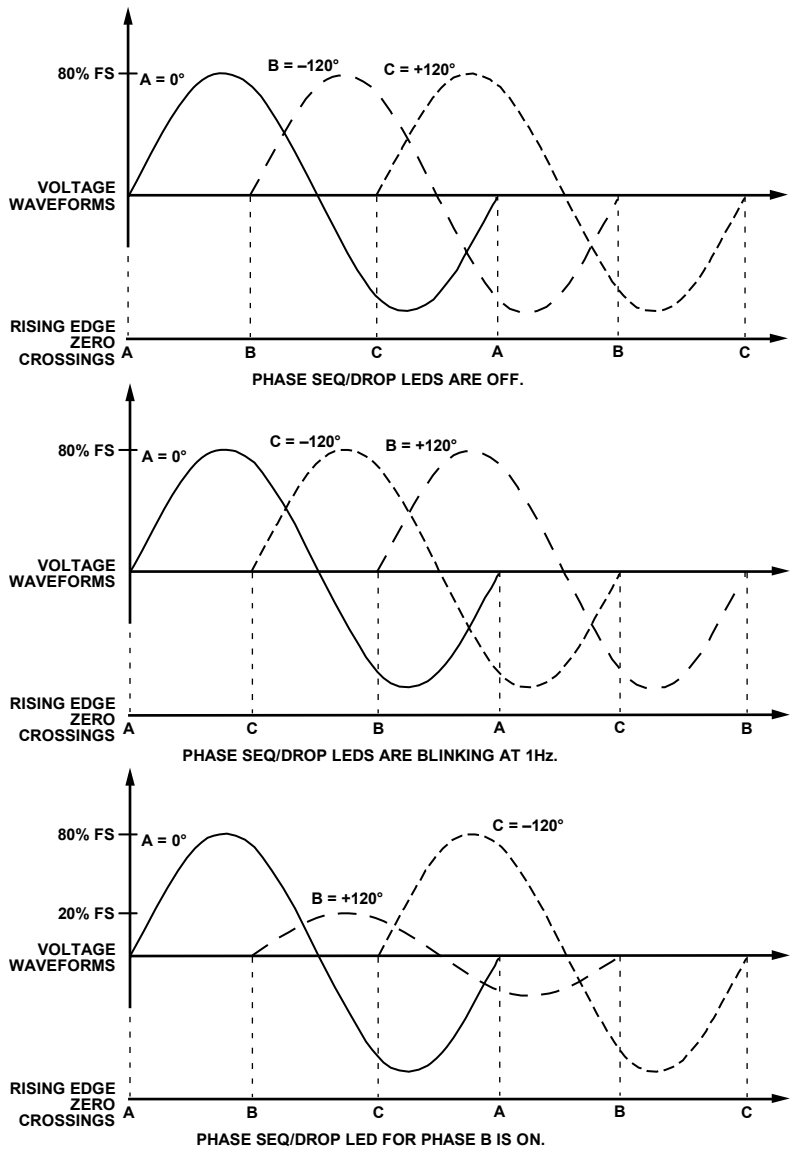 80% FS
A = 0°
B = –120°
C = +120°
VOLTAGE
WAVEFORMS
RISING EDGE
ZERO
CROSSINGS
A
B
C
A
B
C
PHASE SEQ/DROP LEDS ARE OFF.
80% FS
A = 0°
C = –120°
B = +120°
VOLTAGE
WAVEFORMS
RISING EDGE
ZERO
CROSSINGS
A
C
B
A
C
B
PHASE SEQ/DROP LEDS ARE BLINKING AT 1Hz.
80% FS
A = 0°
C = –120°
20% FS
B = +120°
VOLTAGE
WAVEFORMS
RISING EDGE
ZERO
CROSSINGS
A
B
C
A
B
C
PHASE SEQ/DROP LED FOR PHASE B IS ON.